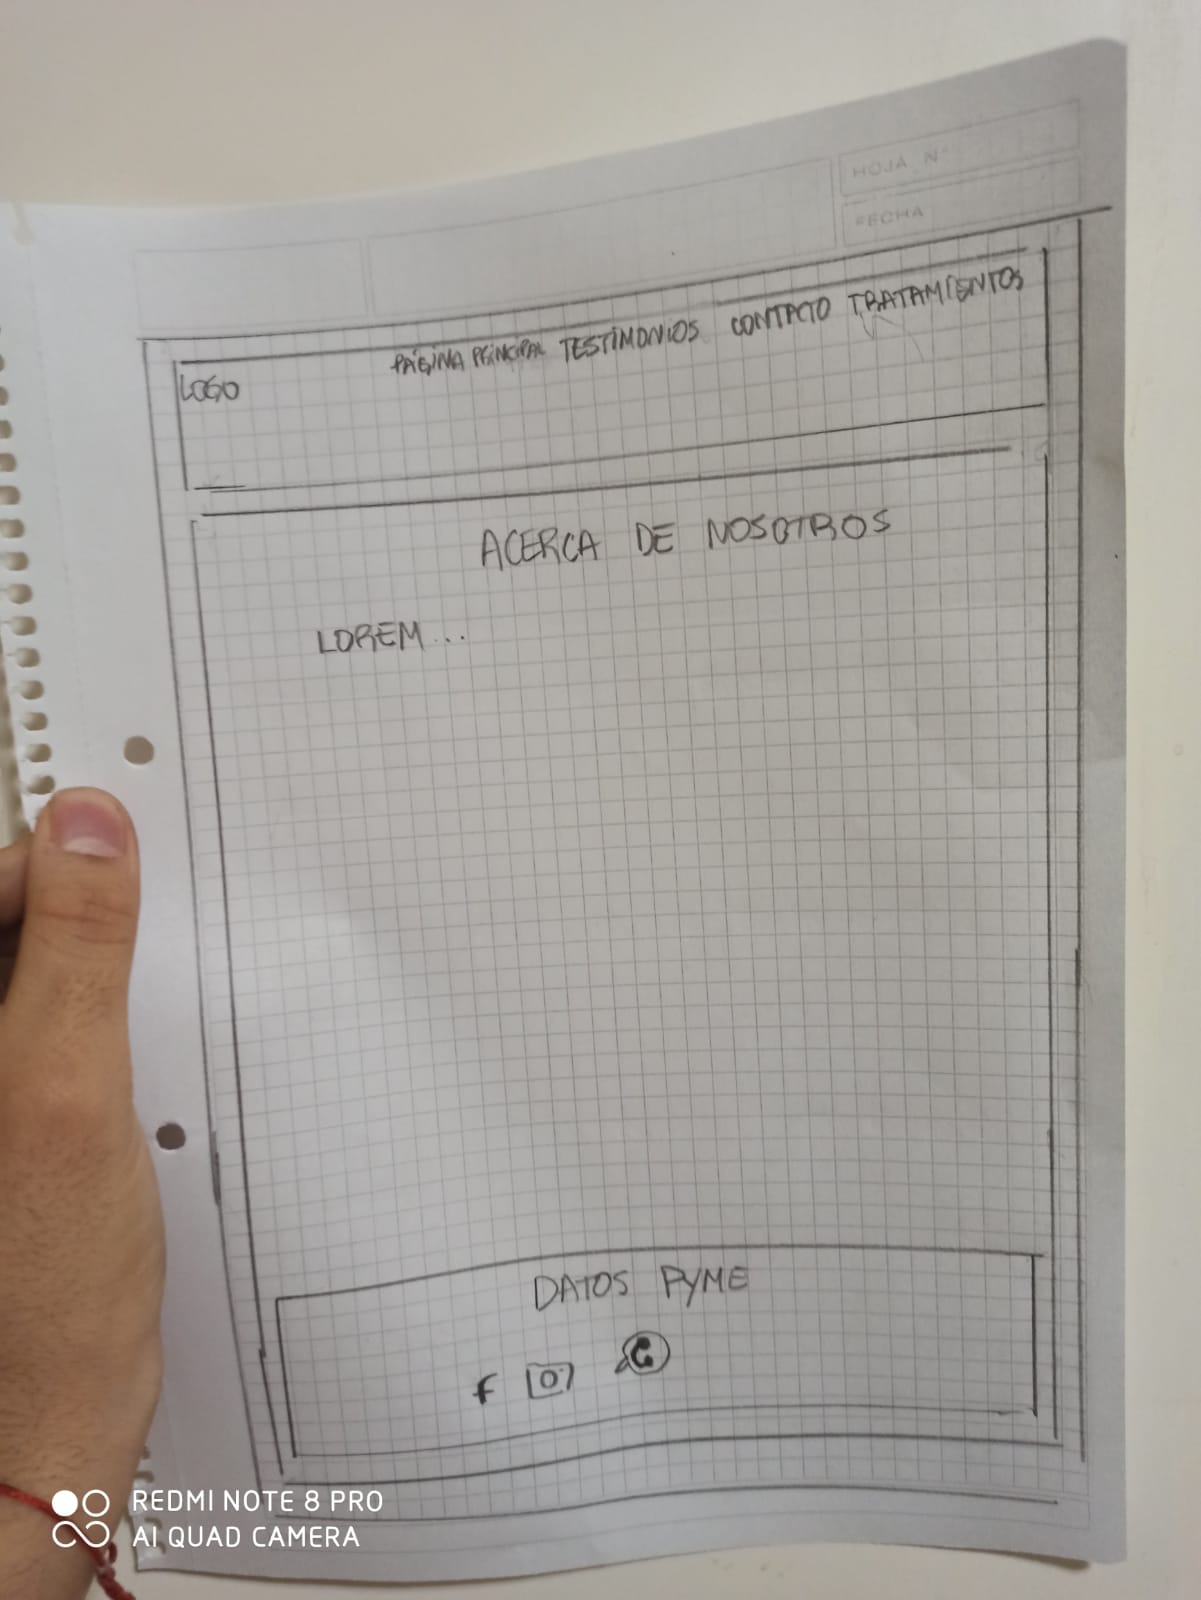 HOJA N°
FECHA
LOGO PÁGINA PRINCIPAL TESTIMONIOS CONTACTO TRATAMIENTOS
ACERCA DE NOSOTROS
LOREM...
DATOS PYME
f
REDMI NOTE 8 PRO
AI QUAD CAMERA